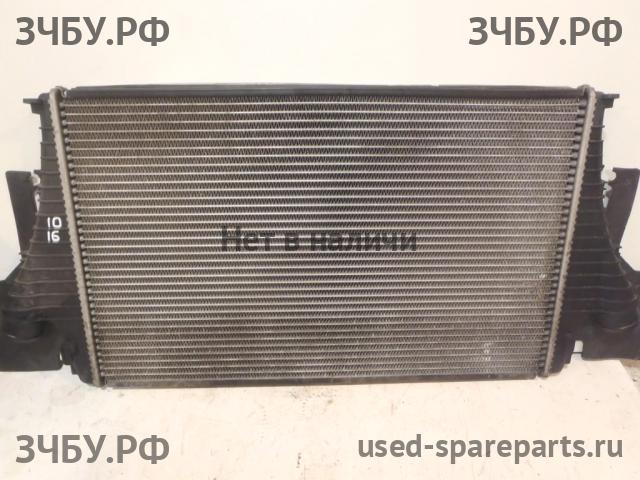 ЗЧБУ.РФ
ЗЧБУ.РФ
10
16
Нет в наличи
ЗЧБУ.РФ
used-spareparts.ru